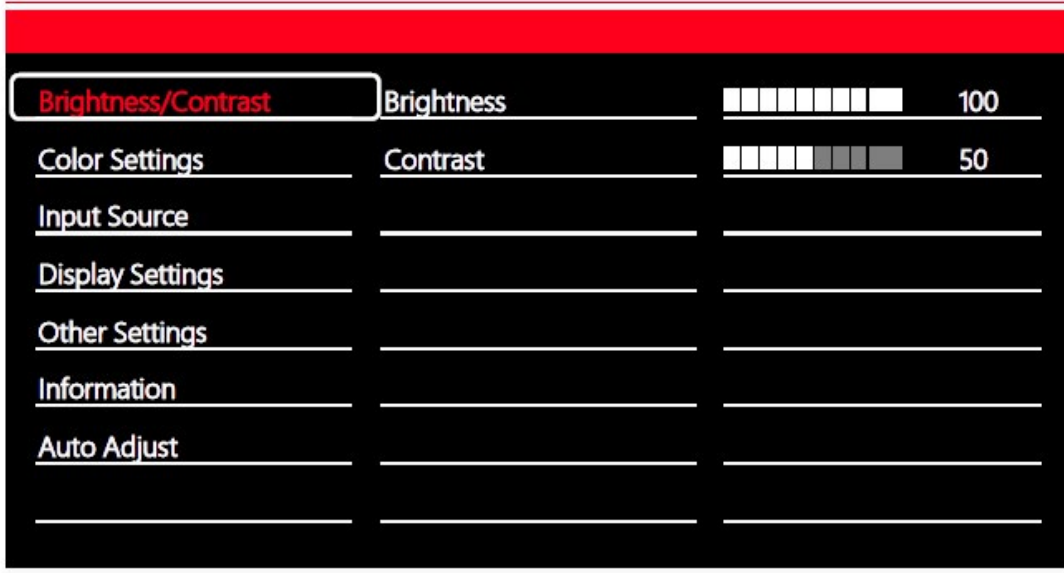 Brightness/Contrast Brightness 100
Color Settings Contrast 50
Input Source
Display Settings
Other Settings
Information
Auto Adjust